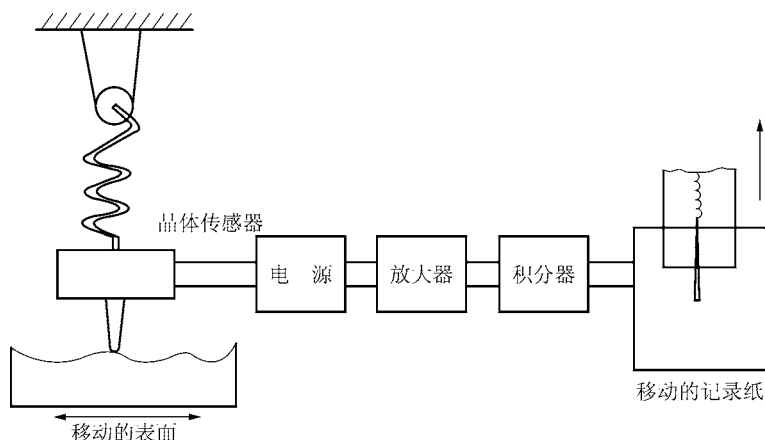 晶体传感器
电 源
放大器
积分器
移动的记录纸
移动的表面